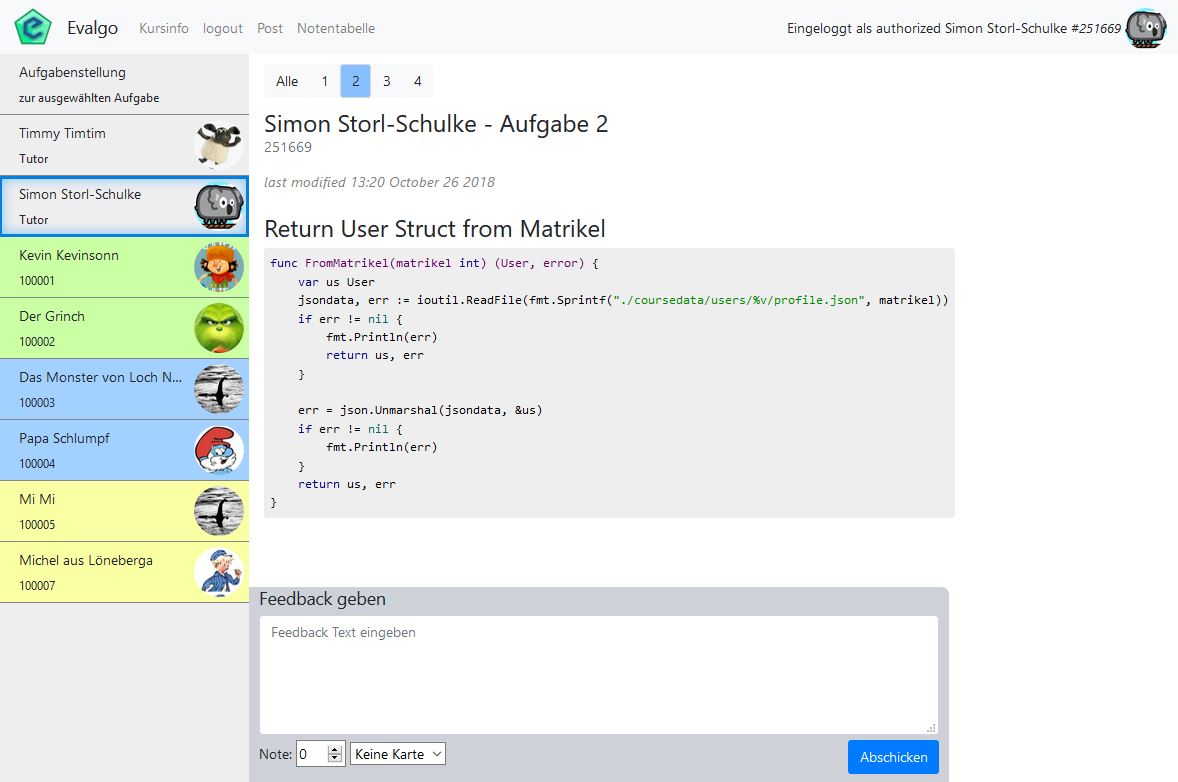 Evalgo Kursinfo logout Post Notentabelle Eingeloggt als authorized Simon Storl-Schulke #251669
Aufgabenstellung
zur ausgewählten Aufgabe
Timmy Timtim
Tutor
Simon Storl-Schulke
Tutor
Kevin Kevinsonn
100001
Der Grinch
100002
Das Monster von Loch N...
100003
Papa Schlumpf
100004
Mi Mi
100005
Michel aus Löneberga
100007
Alle 1 2 3 4
Simon Storl-Schulke - Aufgabe 2
251669
last modified 13:20 October 26 2018
Return User Struct from Matrikel
func FromMatrikel(matrikel int) (User, error) {
    var us User
    jsondata, err := ioutil.ReadFile(fmt.Sprintf("./coursedata/users/%v/profile.json", matrikel))
    if err != nil {
        fmt.Println(err)
        return us, err
    }
    err = json.Unmarshal(jsondata, &us)
    if err != nil {
        fmt.Println(err)
    }
    return us, err
}
Feedback geben
Feedback Text eingeben
Note: 0 Keine Karte Abschicken